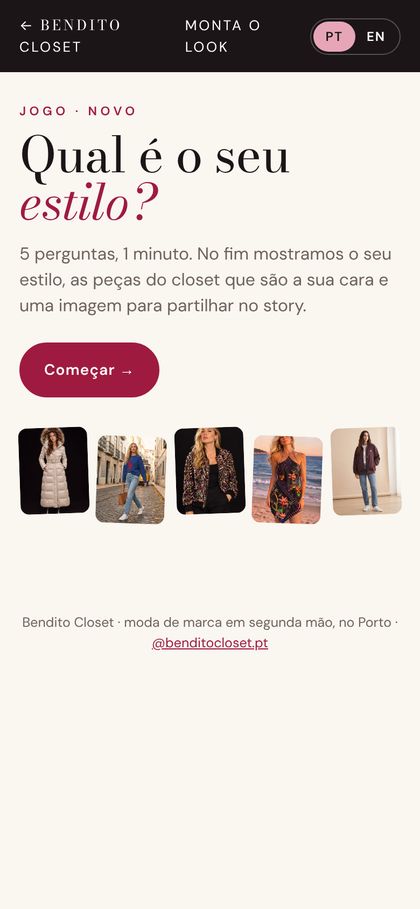 ← BENDITO CLOSET
MONTA O LOOK
PT EN
JOGO · NOVO
Qual é o seu
estilo?
5 perguntas, 1 minuto. No fim mostramos o seu
estilo, as peças do closet que são a sua cara e
uma imagem para partilhar no story.
Começar →
Bendito Closet · moda de marca em segunda mão, no Porto ·
@benditocloset.pt